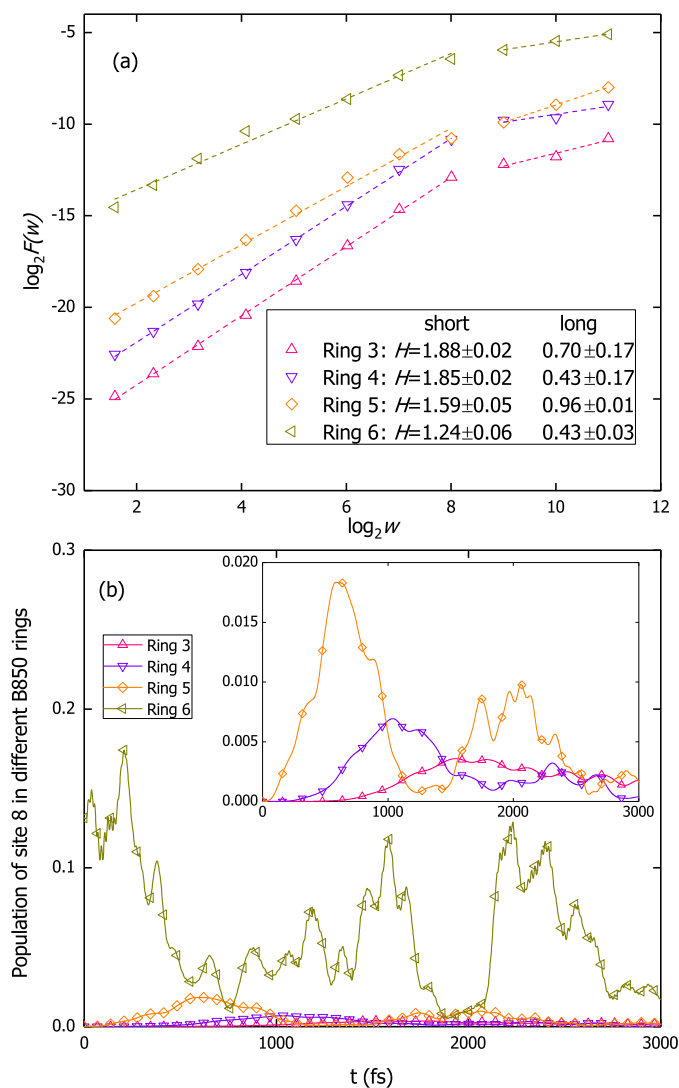 (a)
-5
-10
-15
-20
-25
-30
log2F(w)
short long
Ring 3: H=1.88±0.02 0.70±0.17
Ring 4: H=1.85±0.02 0.43±0.17
Ring 5: H=1.59±0.05 0.96±0.01
Ring 6: H=1.24±0.06 0.43±0.03
2 4 6 8 10 12
log2w
(b)
0.3
0.2
0.1
0.0
Population of site 8 in different B850 rings
Ring 3
Ring 4
Ring 5
Ring 6
0.020
0.015
0.010
0.005
0.000
0 1000 2000 3000
0 1000 2000 3000
t (fs)